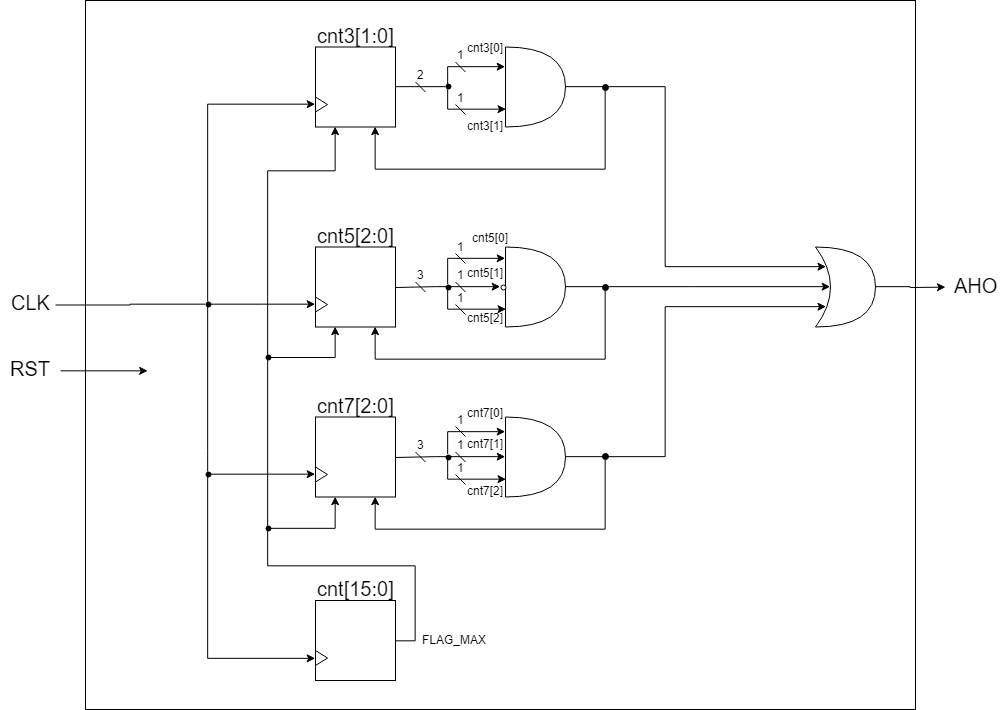 cnt3[1:0]
2
1
cnt3[0]
1
cnt3[1]
cnt5[2:0]
3
1
cnt5[0]
1
cnt5[1]
1
cnt5[2]
CLK
AHO
RST
cnt7[2:0]
3
1
cnt7[0]
1
cnt7[1]
1
cnt7[2]
cnt[15:0]
FLAG_MAX